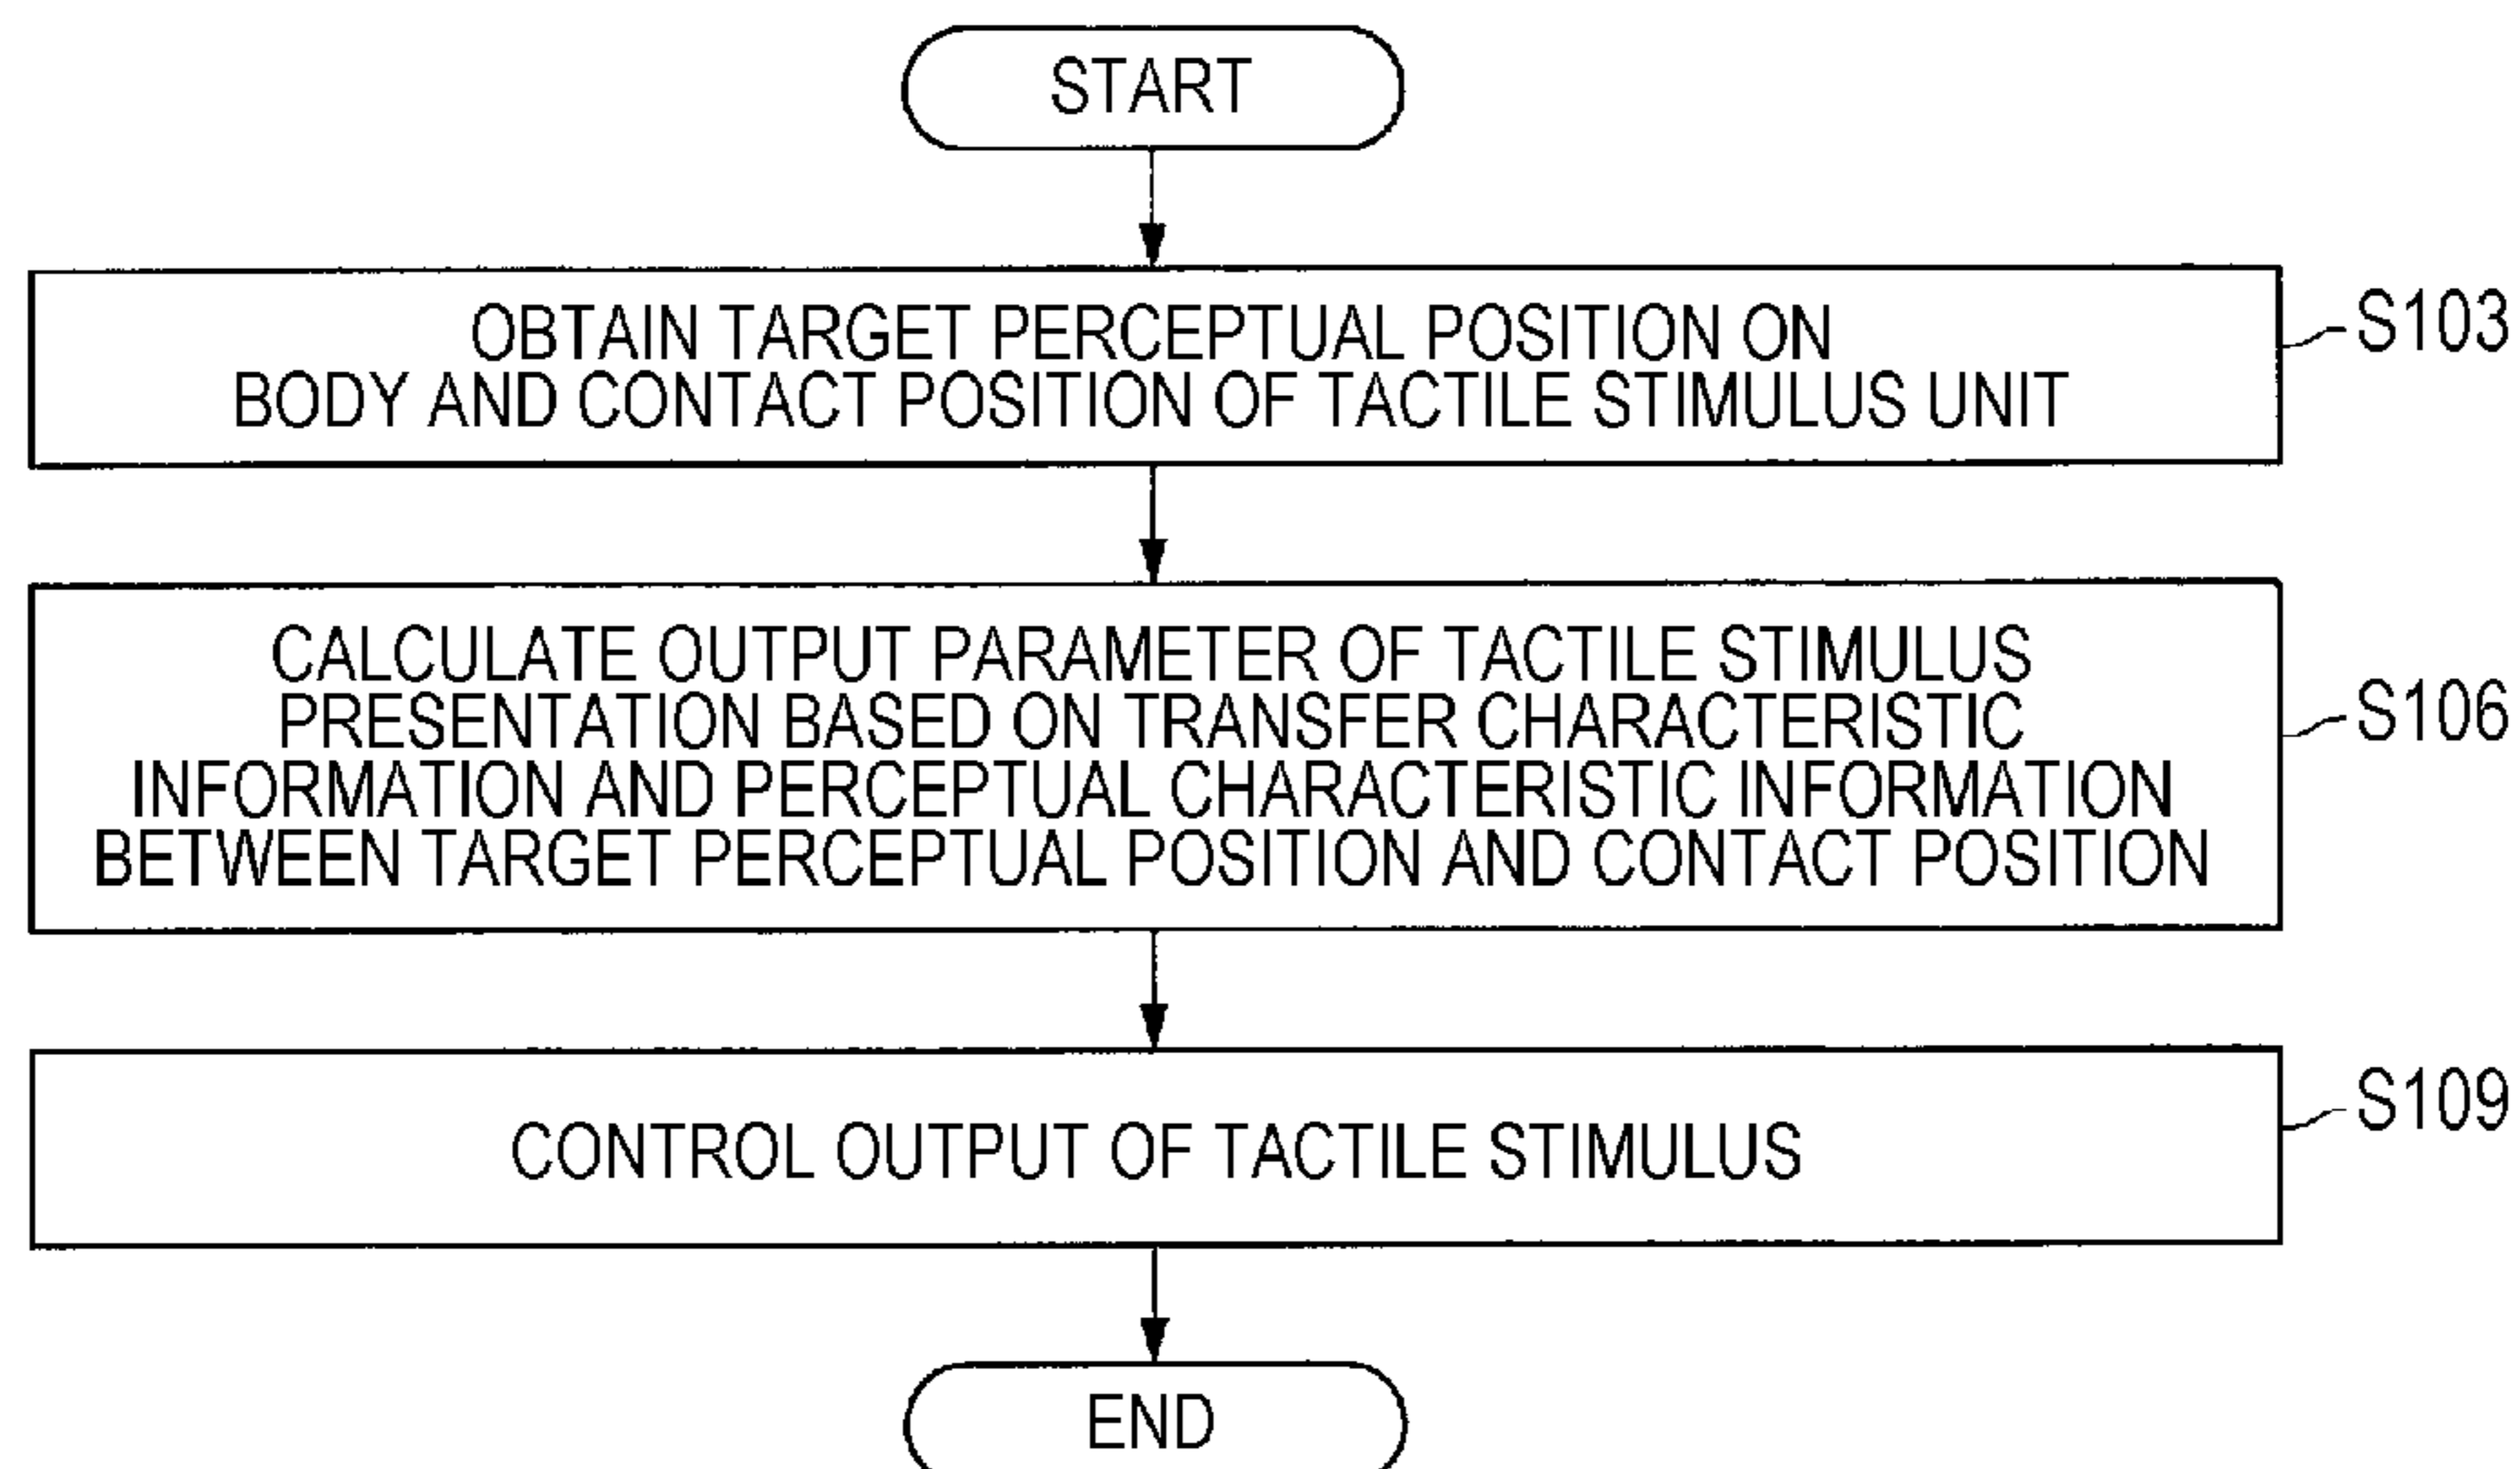 START
OBTAIN TARGET PERCEPTUAL POSITION ON
BODY AND CONTACT POSITION OF TACTILE STIMULUS UNIT
S103
CALCULATE OUTPUT PARAMETER OF TACTILE STIMULUS
PRESENTATION BASED ON TRANSFER CHARACTERISTIC
INFORMATION AND PERCEPTUAL CHARACTERISTIC INFORMATION
BETWEEN TARGET PERCEPTUAL POSITION AND CONTACT POSITION
S106
CONTROL OUTPUT OF TACTILE STIMULUS
S109
END